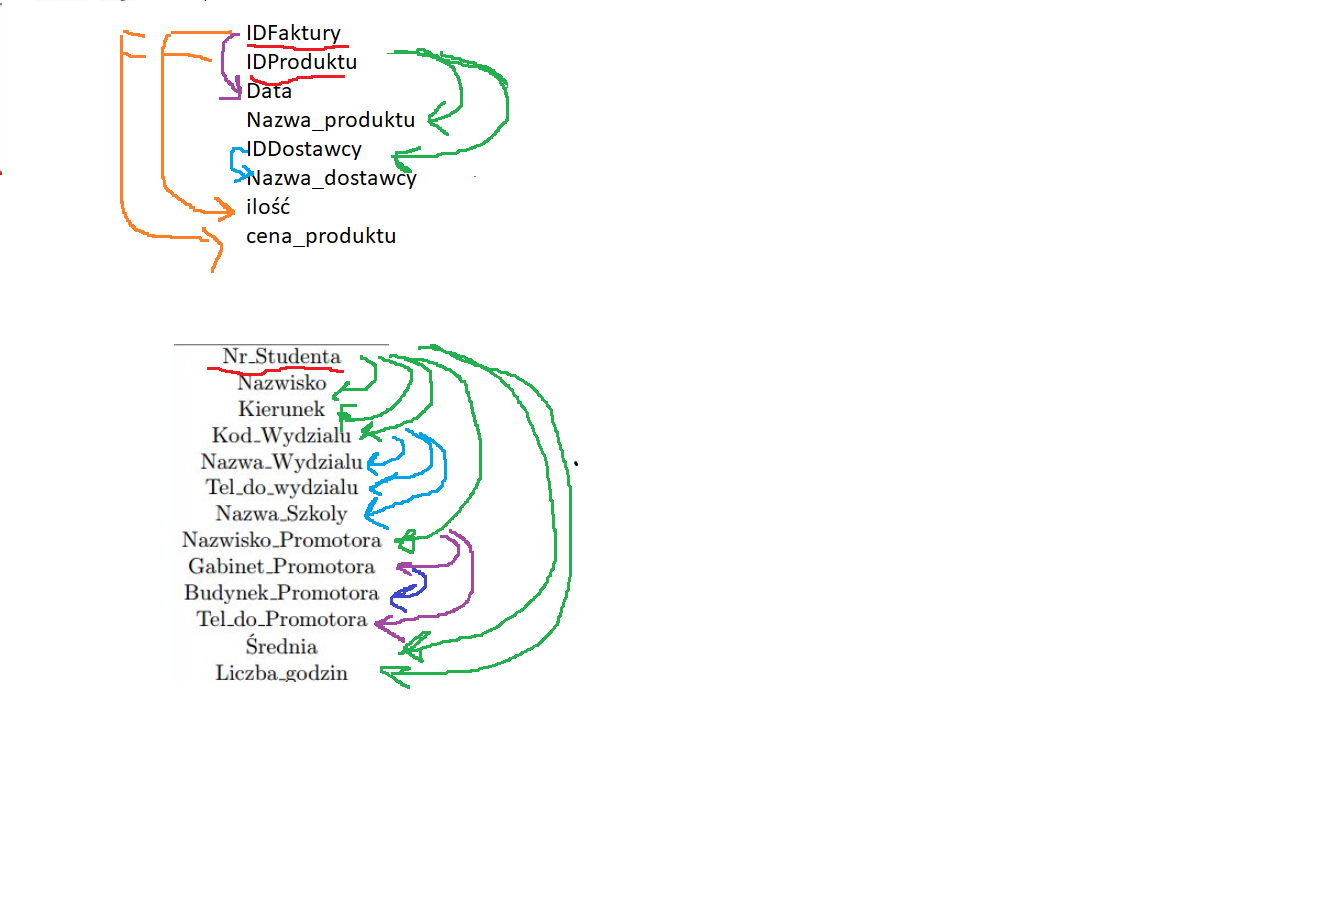 IDFaktury
IDProduktu
Data
Nazwa_produktu
IDDostawcy
Nazwa_dostawcy
ilość
cena_produktu
Nr_Studenta
Nazwisko
Kierunek
Kod_Wydzialu
Nazwa_Wydzialu
Tel_do_wydzialu
Nazwa_Szkoly
Nazwisko_Promotora
Gabinet_Promotora
Budynek_Promotora
Tel_do_Promotora
Średnia
Liczba_godzin